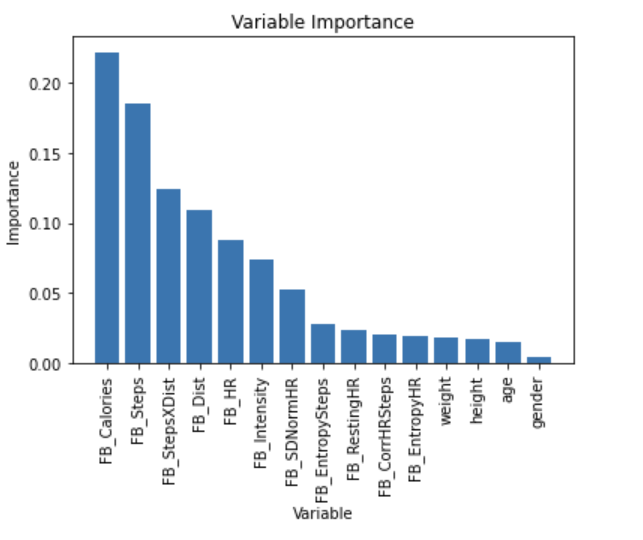 Variable Importance
Importance
0.20
0.15
0.10
0.05
0.00
FB_Calories
FB_Steps
FB_StepsXDist
FB_Dist
FB_HR
FB_Intensity
FB_SDNormHR
FB_EntropySteps
FB_RestingHR
FB_CorrHRSteps
FB_EntropyHR
weight
height
age
gender
Variable